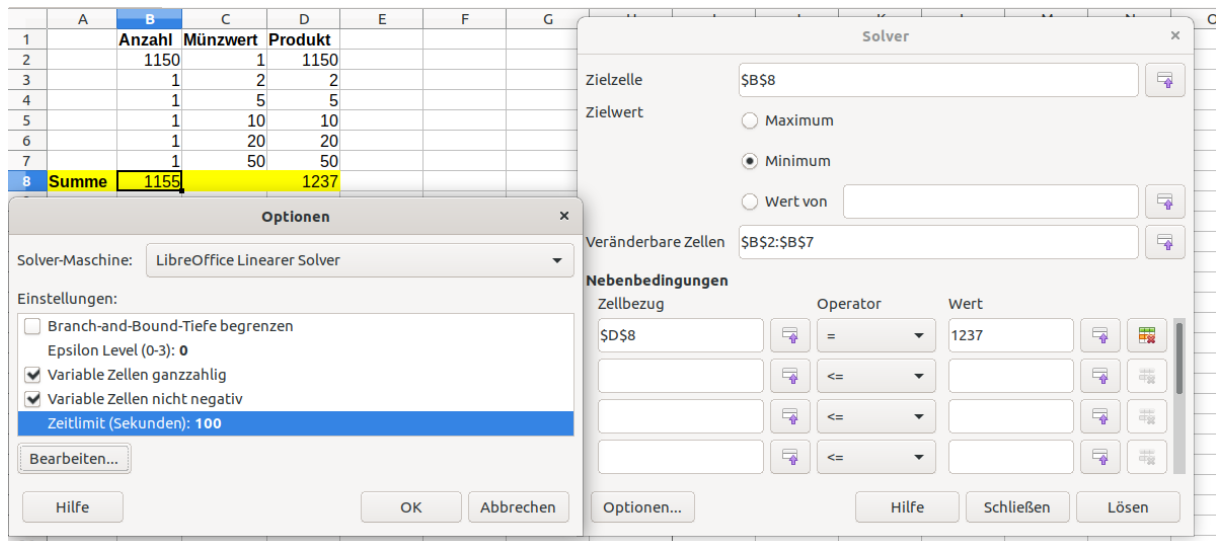 A B C D E F G O
1 Anzahl Münzwert Produkt
2 1150 1 1150
3 1 2 2
4 1 5 5
5 1 10 10
6 1 20 20
7 1 50 50
8 Summe 1155 1237
Optionen ×
Solver-Maschine: LibreOffice Linearer Solver
Einstellungen:
Branch-and-Bound-Tiefe begrenzen
Epsilon Level (0-3): 0
Variable Zellen ganzzahlig
Variable Zellen nicht negativ
Zeitlimit (Sekunden): 100
Bearbeiten...
Hilfe OK Abbrechen
Solver ×
Zielzelle $B$8
Zielwert
Maximum
Minimum
Wert von
Veränderbare Zellen $B$2:$B$7
Nebenbedingungen
Zellbezug Operator Wert
$D$8 = 1237
<=
<=
<=
Optionen... Hilfe Schließen Lösen